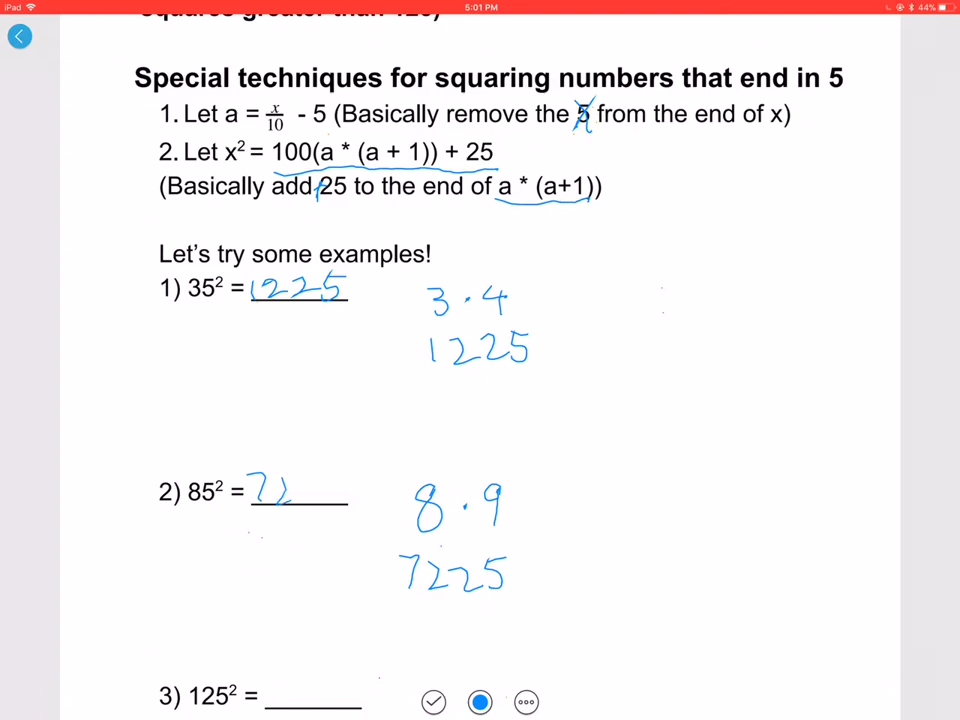 iPad 5:01 PM 44%
Special techniques for squaring numbers that end in 5
1. Let a = x/10 - 5 (Basically remove the 5 from the end of x)
2. Let x² = 100(a * (a + 1)) + 25
(Basically add 25 to the end of a * (a+1))
Let's try some examples!
1) 35² = 1225
3 · 4
1225
2) 85² = 72
8 · 9
7225
3) 125² =